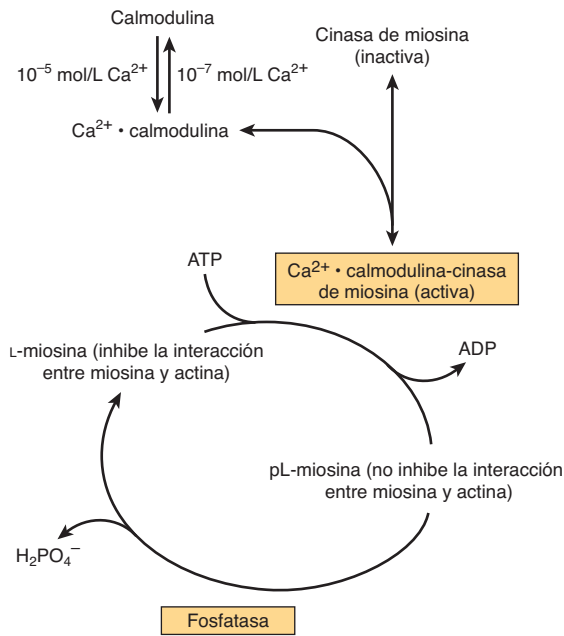 Calmodulina
10⁻⁵ mol/L Ca²⁺
10⁻⁷ mol/L Ca²⁺
Ca²⁺ • calmodulina
Cinasa de miosina
(inactiva)
Ca²⁺ • calmodulina-cinasa
de miosina (activa)
ATP
L-miosina (inhibe la interacción
entre miosina y actina)
ADP
pL-miosina (no inhibe la interacción
entre miosina y actina)
H₂PO₄⁻
Fosfatasa